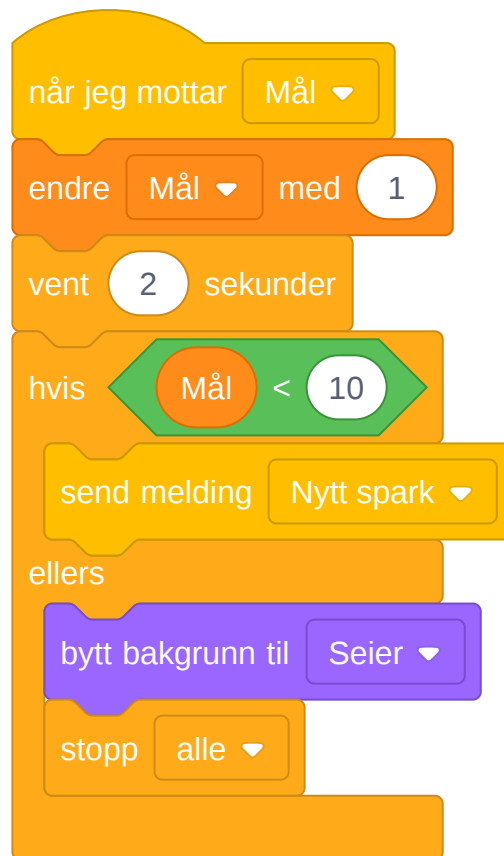 når jeg mottar Mål
endre Mål med 1
vent 2 sekunder
hvis Mål < 10
send melding Nytt spark
ellers
bytt bakgrunn til Seier
stopp alle